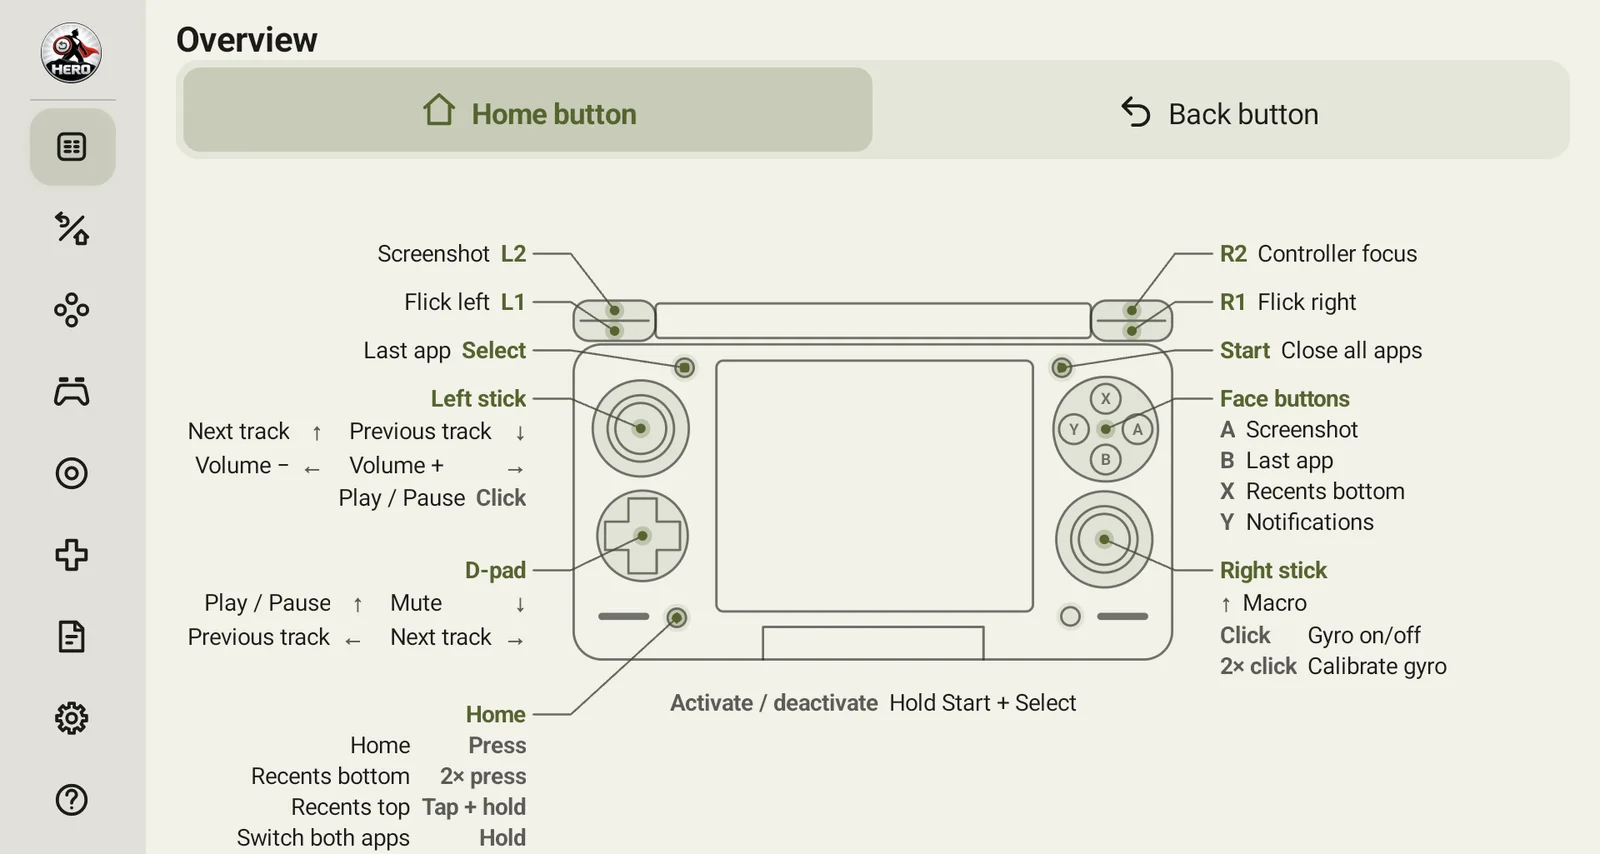 HERO
Overview
Home button
Back button
Screenshot L2
Flick left L1
Last app Select
Left stick
Next track ↑ Previous track ↓
Volume − ← Volume + →
Play / Pause Click
D-pad
Play / Pause ↑ Mute ↓
Previous track ← Next track →
Home
Home Press
Recents bottom 2× press
Recents top Tap + hold
Switch both apps Hold
X
Y
A
B
Activate / deactivate Hold Start + Select
R2 Controller focus
R1 Flick right
Start Close all apps
Face buttons
A Screenshot
B Last app
X Recents bottom
Y Notifications
Right stick
↑ Macro
Click Gyro on/off
2× click Calibrate gyro